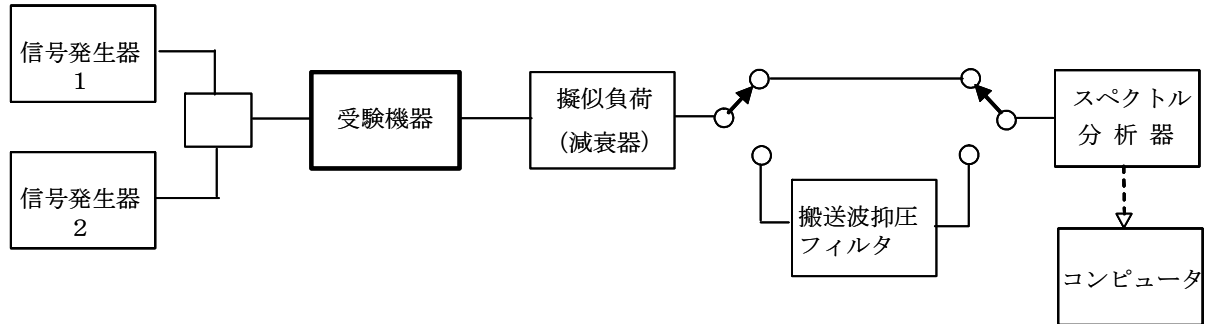 信号発生器
1
信号発生器
2
受験機器
擬似負荷
(減衰器)
搬送波抑圧
フィルタ
スペクトル
分 析 器
コンピュータ